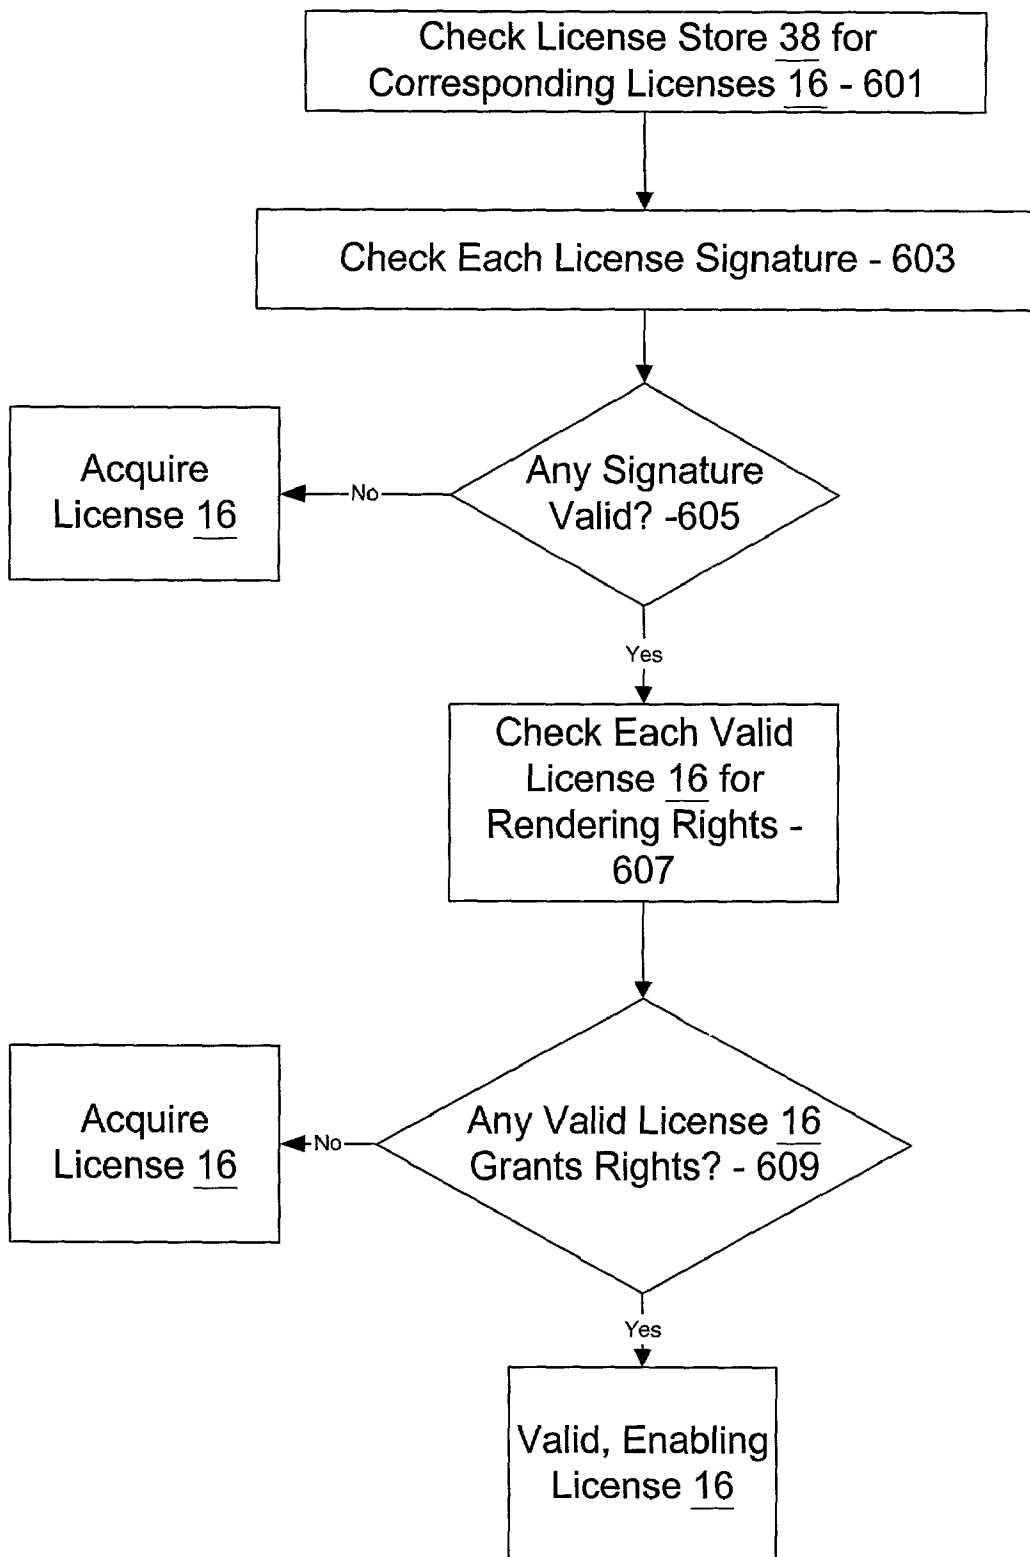 Check License Store 38 for
Corresponding Licenses 16 - 601
Check Each License Signature - 603
Any Signature
Valid? -605
Acquire
License 16
No
Yes
Check Each Valid
License 16 for
Rendering Rights -
607
Any Valid License 16
Grants Rights? - 609
Acquire
License 16
No
Yes
Valid, Enabling
License 16